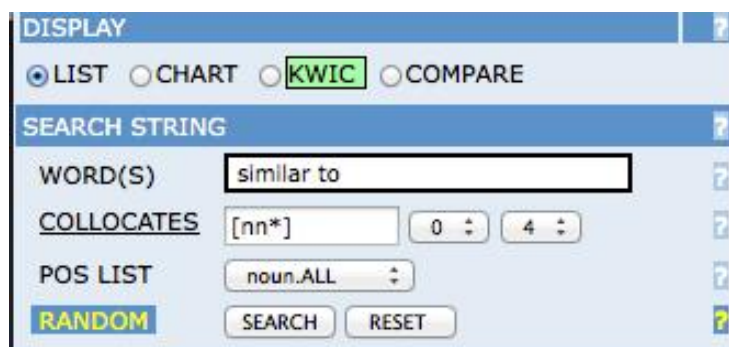 DISPLAY ?
LIST CHART KWIC COMPARE
SEARCH STRING ?
WORD(S) similar to ?
COLLOCATES [nn*] 0 4 ?
POS LIST noun.ALL ?
RANDOM SEARCH RESET ?